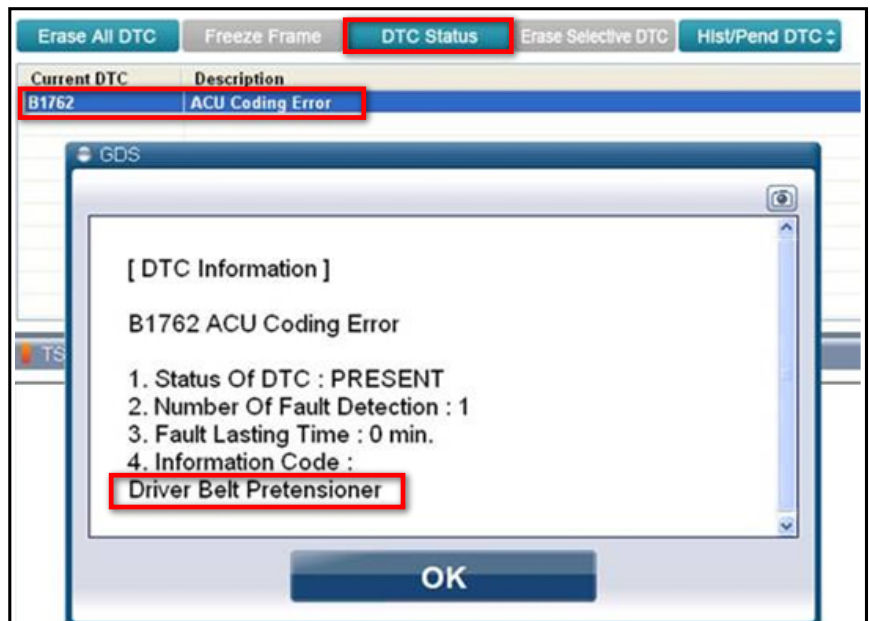 Erase All DTC Freeze Frame DTC Status Erase Selective DTC Hist/Pend DTC
Current DTC Description
B1762 ACU Coding Error
GDS
[ DTC Information ]
B1762 ACU Coding Error
1. Status Of DTC : PRESENT
2. Number Of Fault Detection : 1
3. Fault Lasting Time : 0 min.
4. Information Code :
Driver Belt Pretensioner
TS
OK